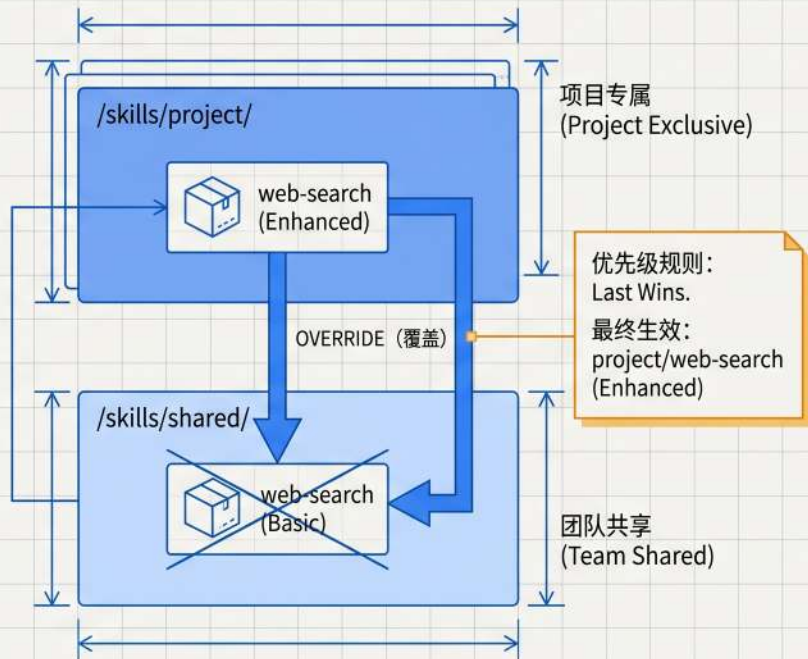 /skills/project/
项目专属
(Project Exclusive)
web-search
(Enhanced)
优先级规则：
Last Wins.
最终生效：
project/web-search
(Enhanced)
OVERRIDE（覆盖）
/skills/shared/
web-search
(Basic)
团队共享
(Team Shared)